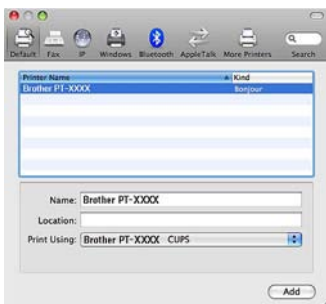 Default Fax IP Windows Bluetooth AppleTalk More Printers Search
Printer Name Kind
Brother PT-XXXX Bonjour
Name: Brother PT-XXXX
Location:
Print Using: Brother PT-XXXX CUPS
Add